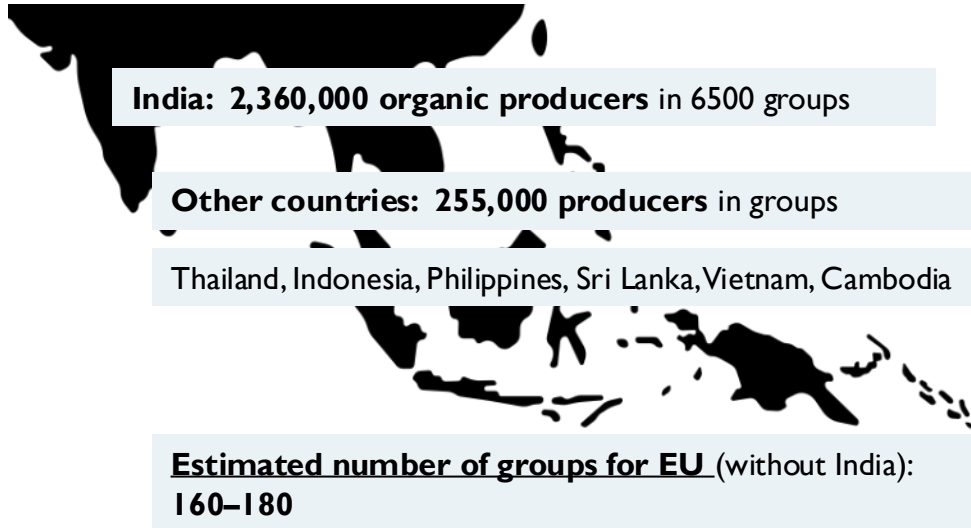 India: 2,360,000 organic producers in 6500 groups
Other countries: 255,000 producers in groups
Thailand, Indonesia, Philippines, Sri Lanka, Vietnam, Cambodia
Estimated number of groups for EU (without India):
160–180